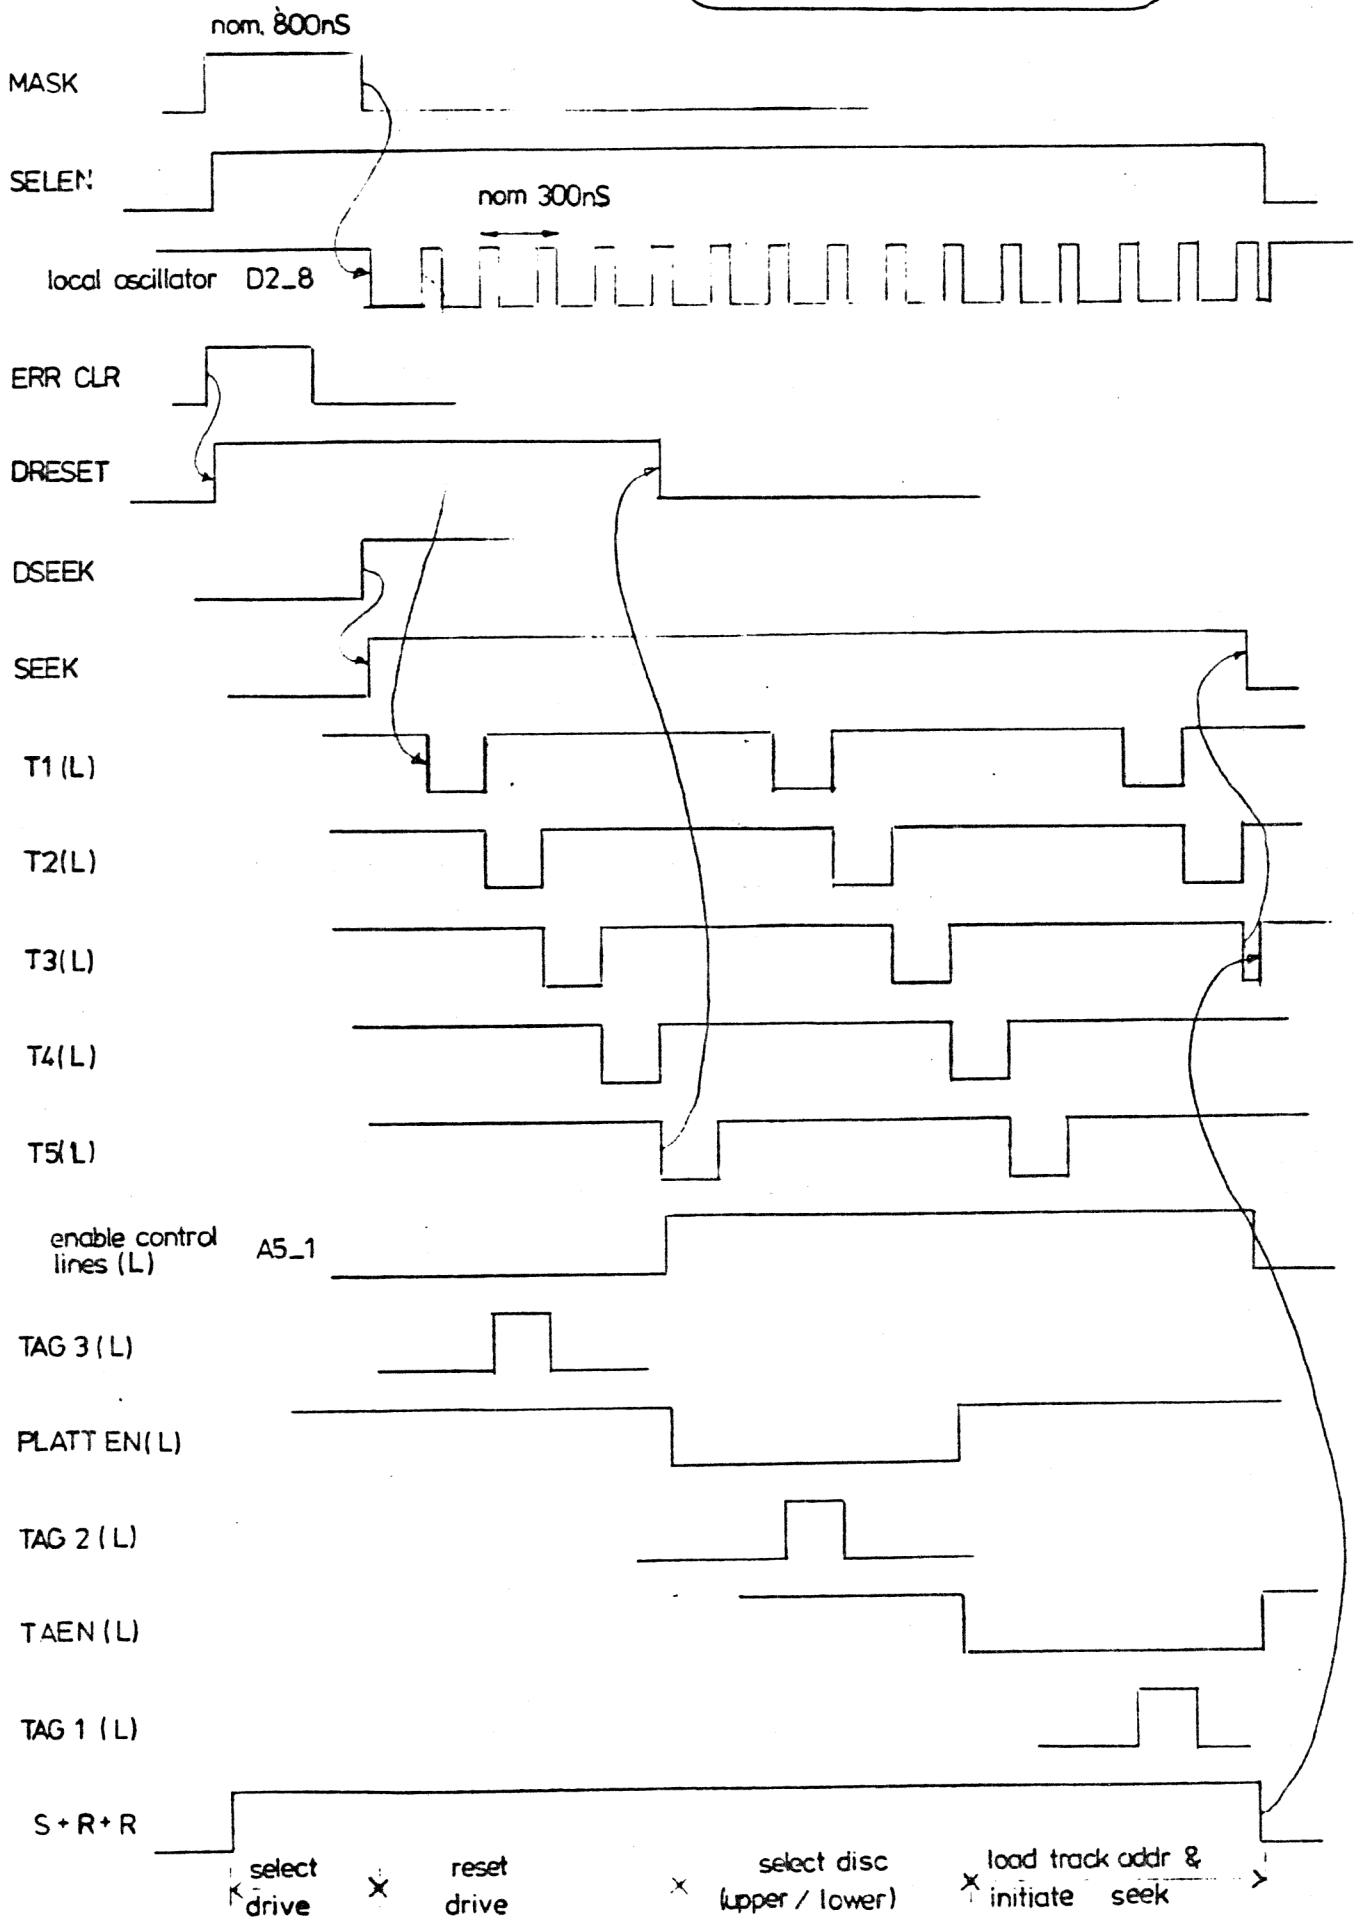 nom. 800nS
MASK
SELEN
nom 300nS
local oscillator D2_8
ERR CLR
DRESET
DSEEK
SEEK
T1 (L)
T2(L)
T3(L)
T4(L)
T5(L)
enable control
lines (L)
A5_1
TAG 3 (L)
PLATT EN(L)
TAG 2 (L)
TAEN (L)
TAG 1 (L)
S + R + R
select
drive
reset
drive
select disc
(upper / lower)
load track addr &
initiate seek